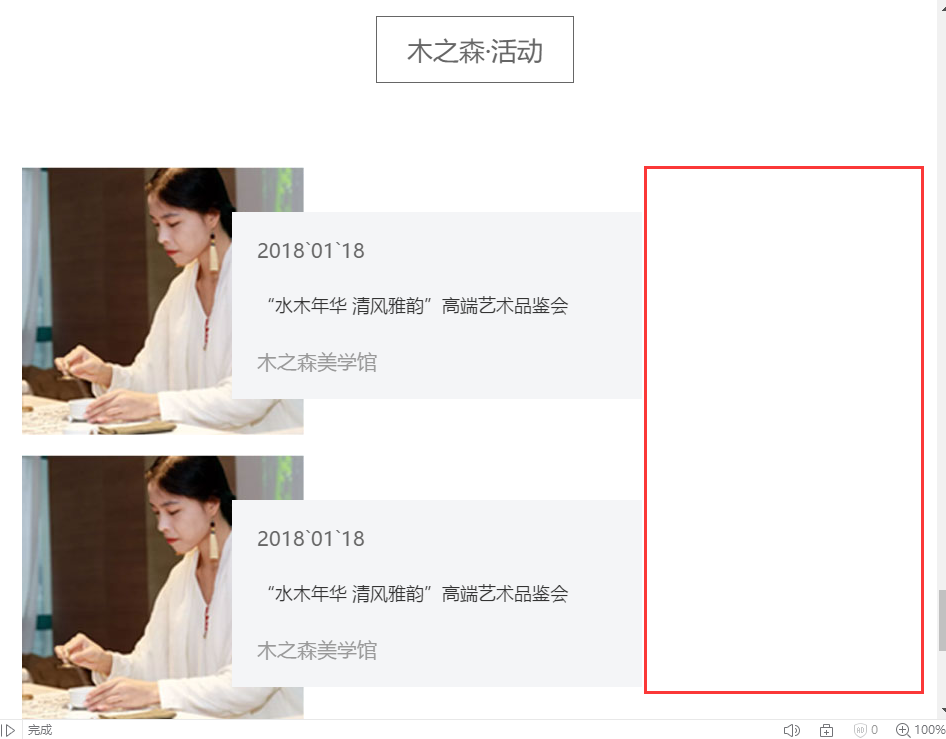 木之森·活动
2018`01`18
“水木年华 清风雅韵”高端艺术品鉴会
木之森美学馆
2018`01`18
“水木年华 清风雅韵”高端艺术品鉴会
木之森美学馆
完成
0
100%